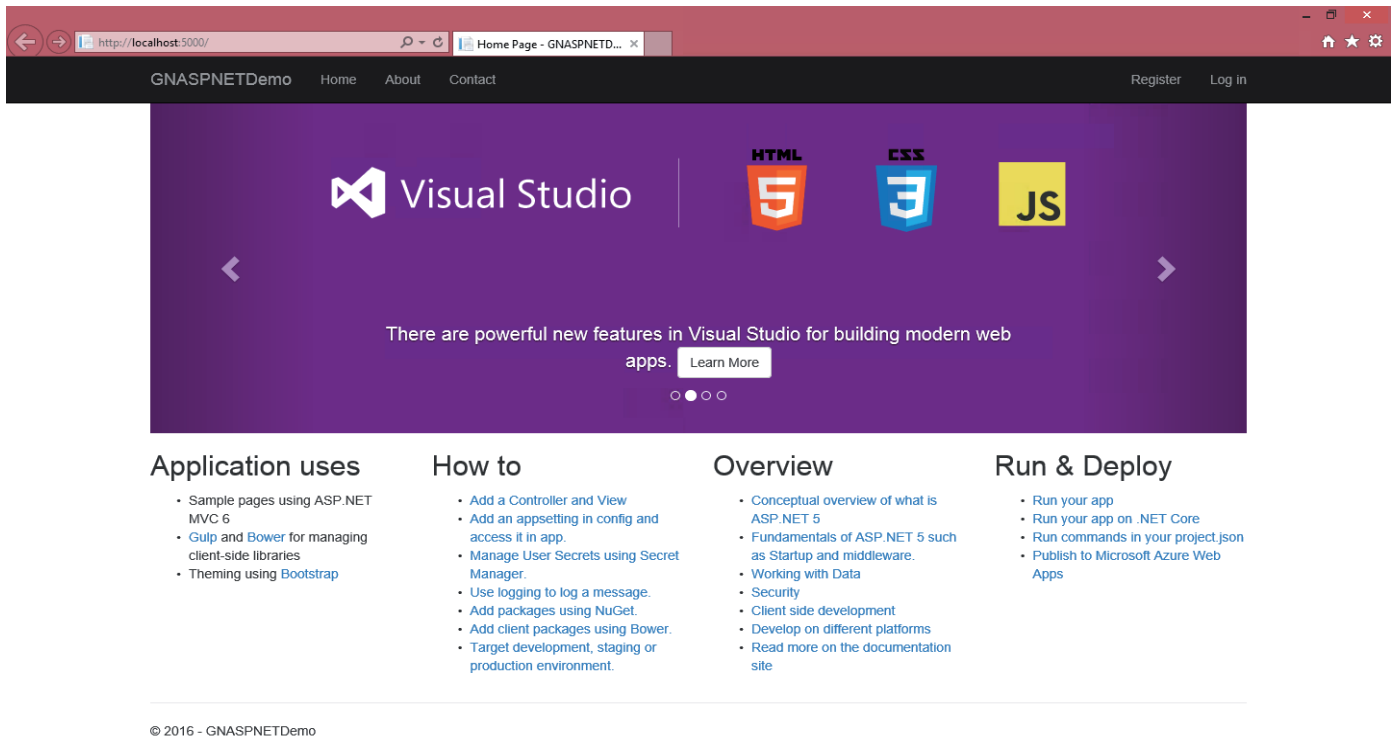 http://localhost:5000/
Home Page - GNASPNETD...
GNASPNETDemo Home About Contact Register Log in
Visual Studio
HTML
5
CSS
3
JS
There are powerful new features in Visual Studio for building modern web
apps. Learn More
Application uses
Sample pages using ASP.NET
MVC 6
Gulp and Bower for managing
client-side libraries
Theming using Bootstrap
How to
Add a Controller and View
Add an appsetting in config and
access it in app.
Manage User Secrets using Secret
Manager.
Use logging to log a message.
Add packages using NuGet.
Add client packages using Bower.
Target development, staging or
production environment.
Overview
Conceptual overview of what is
ASP.NET 5
Fundamentals of ASP.NET 5 such
as Startup and middleware.
Working with Data
Security
Client side development
Develop on different platforms
Read more on the documentation
site
Run & Deploy
Run your app
Run your app on .NET Core
Run commands in your project.json
Publish to Microsoft Azure Web
Apps
© 2016 - GNASPNETDemo